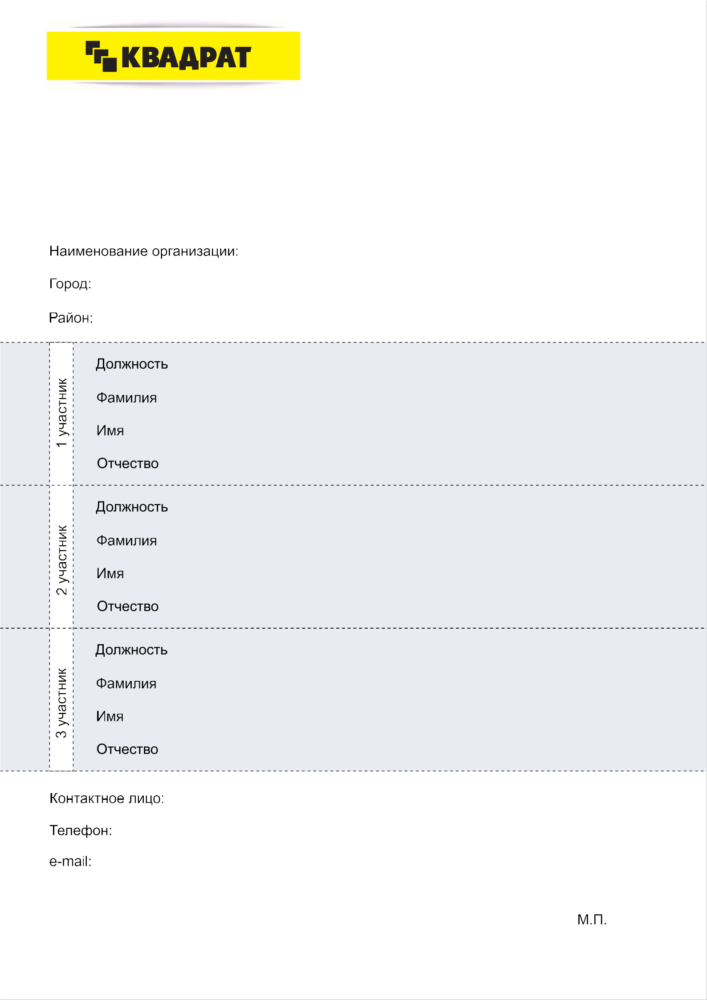 КВАДРАТ
Наименование организации:
Город:
Район:
1 участник
Должность
Фамилия
Имя
Отчество
2 участник
Должность
Фамилия
Имя
Отчество
3 участник
Должность
Фамилия
Имя
Отчество
Контактное лицо:
Телефон:
e-mail:
М.П.